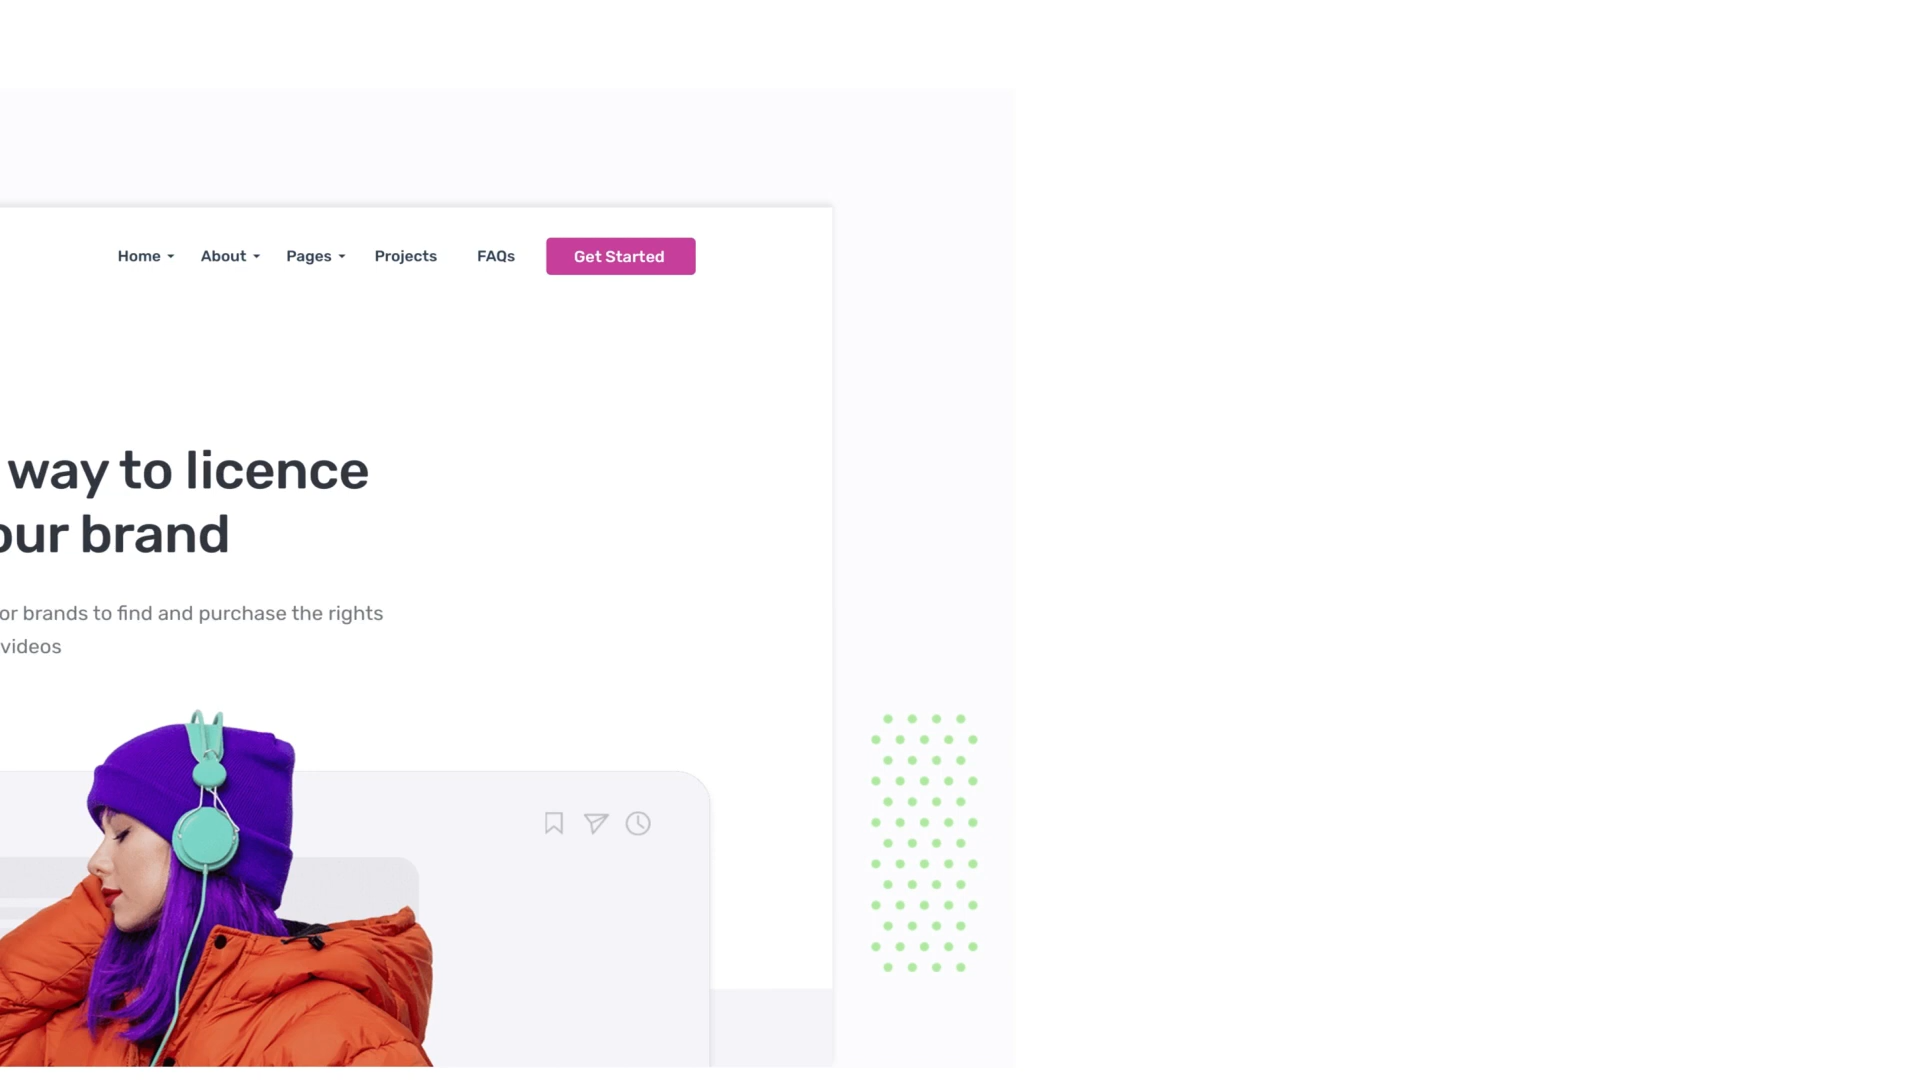 Home About Pages Projects FAQs Get Started
way to licence
our brand
or brands to find and purchase the rights
videos